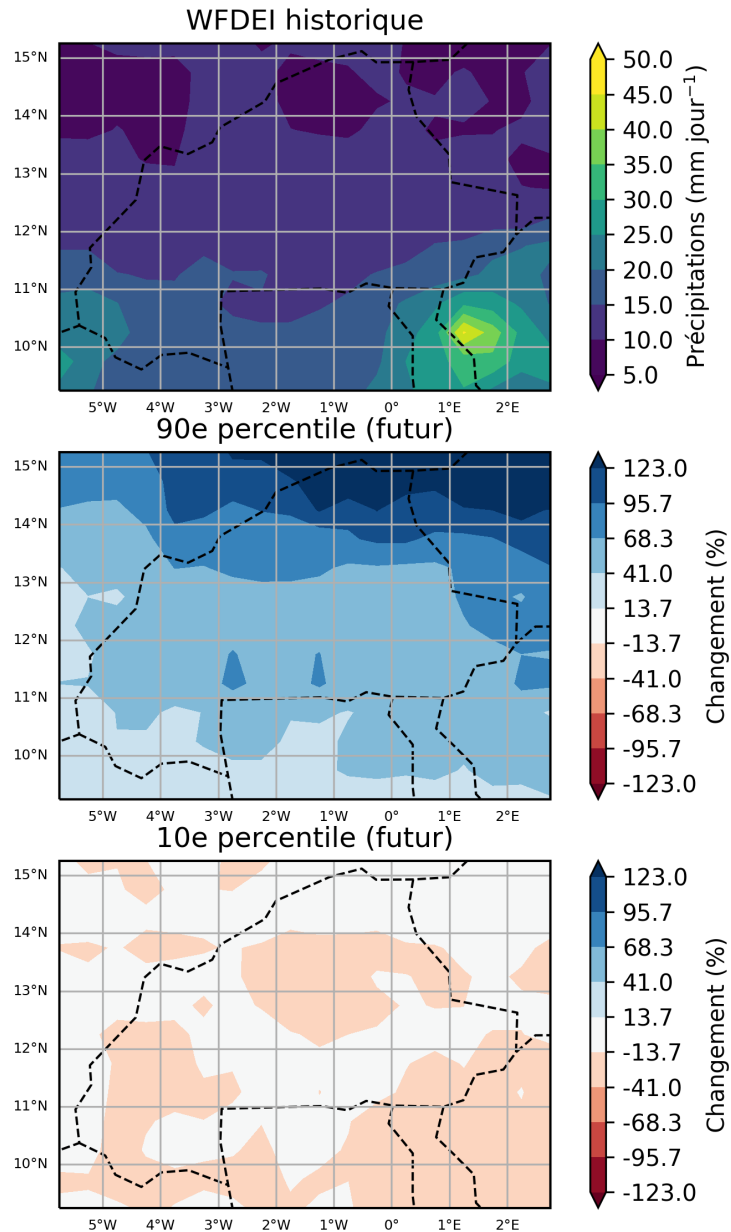 WFDEI historique
15°N
14°N
13°N
12°N
11°N
10°N
5°W 4°W 3°W 2°W 1°W 0° 1°E 2°E
50.0
45.0
40.0
35.0
30.0
25.0
20.0
15.0
10.0
5.0
Précipitations (mm jour⁻¹)
90e percentile (futur)
15°N
14°N
13°N
12°N
11°N
10°N
5°W 4°W 3°W 2°W 1°W 0° 1°E 2°E
123.0
95.7
68.3
41.0
13.7
-13.7
-41.0
-68.3
-95.7
-123.0
Changement (%)
10e percentile (futur)
15°N
14°N
13°N
12°N
11°N
10°N
5°W 4°W 3°W 2°W 1°W 0° 1°E 2°E
123.0
95.7
68.3
41.0
13.7
-13.7
-41.0
-68.3
-95.7
-123.0
Changement (%)